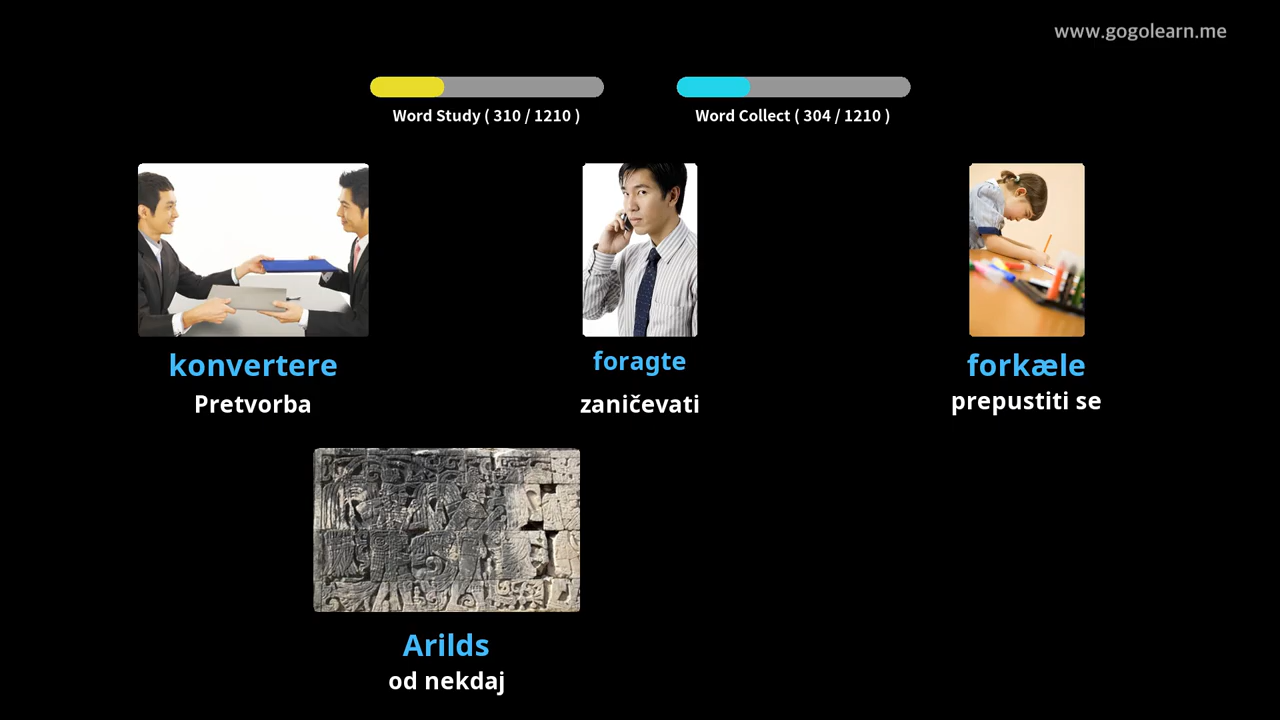 www.gogolearn.me
Word Study ( 310 / 1210 )
Word Collect ( 304 / 1210 )
konvertere
Pretvorba
foragte
zaničevati
forkæle
prepustiti se
Arilds
od nekdaj